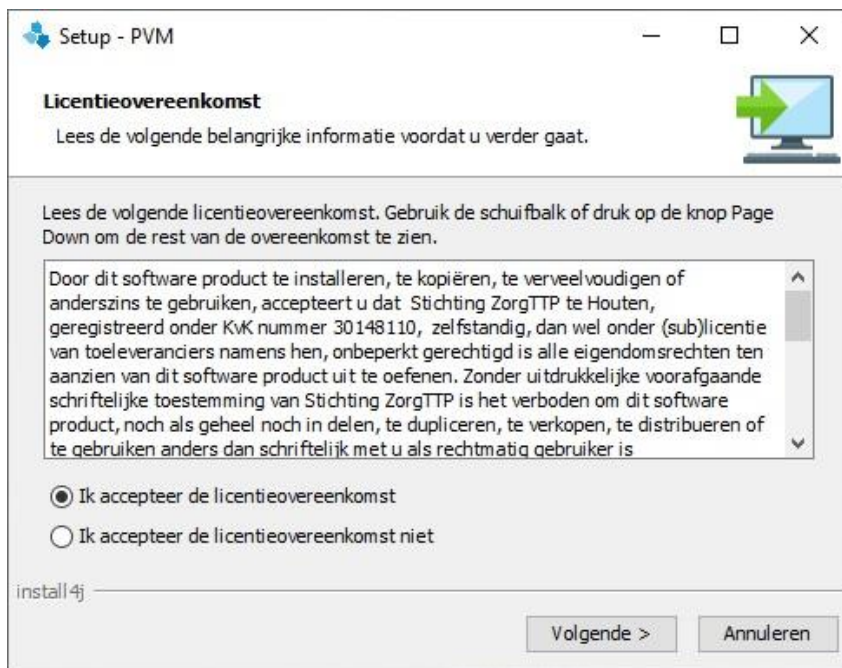 Setup - PVM
Licentieovereenkomst
Lees de volgende belangrijke informatie voordat u verder gaat.
Lees de volgende licentieovereenkomst. Gebruik de schuifbalk of druk op de knop Page
Down om de rest van de overeenkomst te zien.
Door dit software product te installeren, te kopiëren, te verveelvoudigen of
anderszins te gebruiken, accepteert u dat  Stichting ZorgTTP te Houten,
geregistreerd onder KvK nummer 30148110,  zelfstandig, dan wel onder (sub)licentie
van toeleveranciers namens hen, onbeperkt gerechtigd is alle eigendomsrechten ten
aanzien van dit software product uit te oefenen. Zonder uitdrukkelijke voorafgaande
schriftelijke toestemming van Stichting ZorgTTP is het verboden om dit software
product, noch als geheel noch in delen, te dupliceren, te verkopen, te distribueren of
te gebruiken anders dan schriftelijk met u als rechtmatig gebruiker is
Ik accepteer de licentieovereenkomst
Ik accepteer de licentieovereenkomst niet
install4j
Volgende >
Annuleren